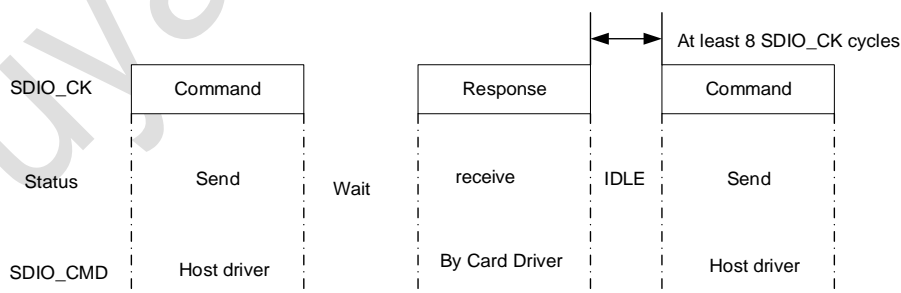 At least 8 SDIO_CK cycles
SDIO_CK Command Response Command
Status Send Wait receive IDLE Send
SDIO_CMD Host driver By Card Driver Host driver